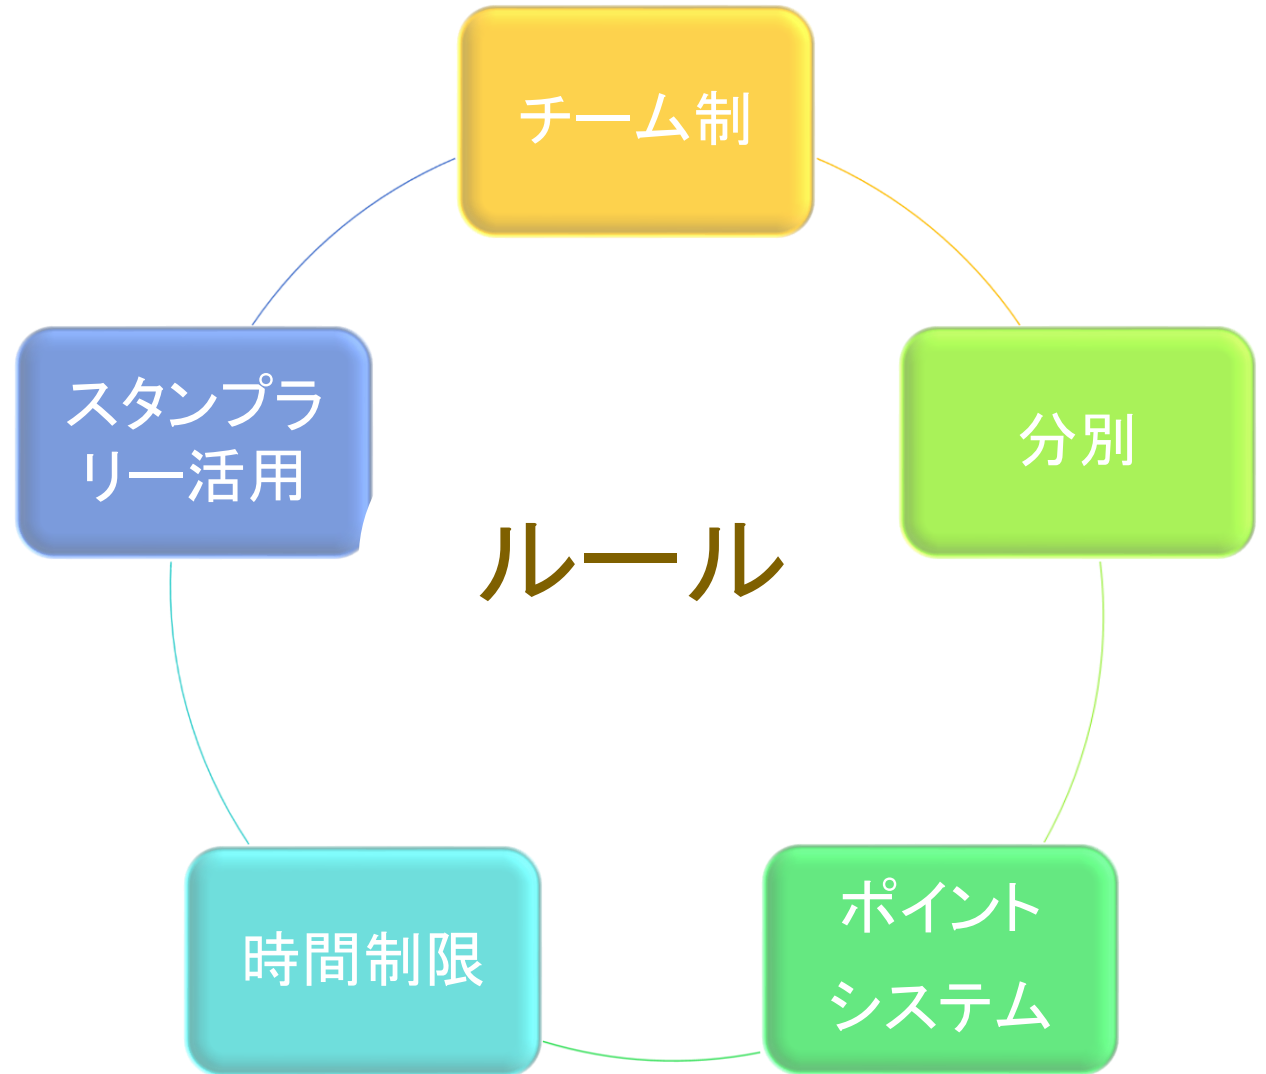 チーム制
スタンプラ
リー活用
分別
ルール
時間制限
ポイント
システム